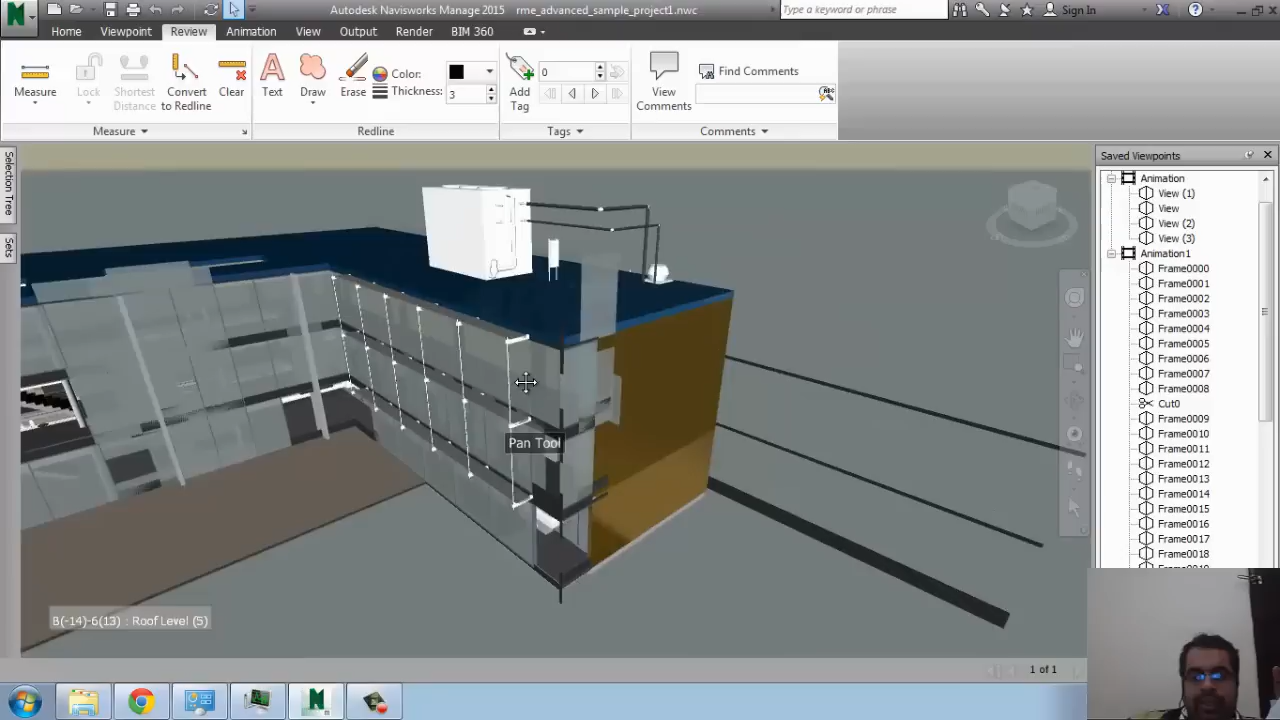 Autodesk Navisworks Manage 2015 rme_advanced_sample_project1.nwc
Type a keyword or phrase
Sign In
Home Viewpoint Review Animation View Output Render BIM 360
Measure
Lock
Shortest Distance
Convert to Redline
Clear
Text
Draw
Erase
Color:
Thickness: 3
Add Tag
0
View Comments
Find Comments
Measure Redline Tags Comments
Selection Tree
Sets
Saved Viewpoints
Animation
View (1)
View
View (2)
View (3)
Animation1
Frame0000
Frame0001
Frame0002
Frame0003
Frame0004
Frame0005
Frame0006
Frame0007
Frame0008
Cut0
Frame0009
Frame0010
Frame0011
Frame0012
Frame0013
Frame0014
Frame0015
Frame0016
Frame0017
Frame0018
Pan Tool
B(-14)-6(13) : Roof Level (5)
1 of 1